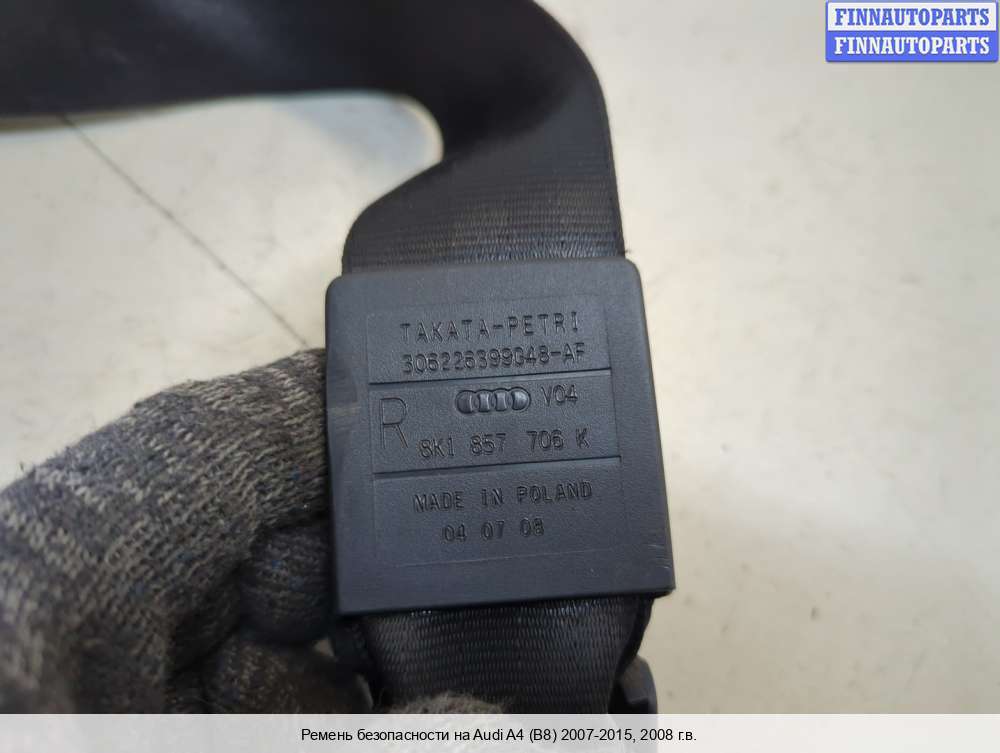 FINNAUTOPARTS
FINNAUTOPARTS
TAKATA-PETRI
306226399048-AF
R
V04
8K1 857 706 K
MADE IN POLAND
04 07 08
Ремень безопасности на Audi A4 (B8) 2007-2015, 2008 г.в.